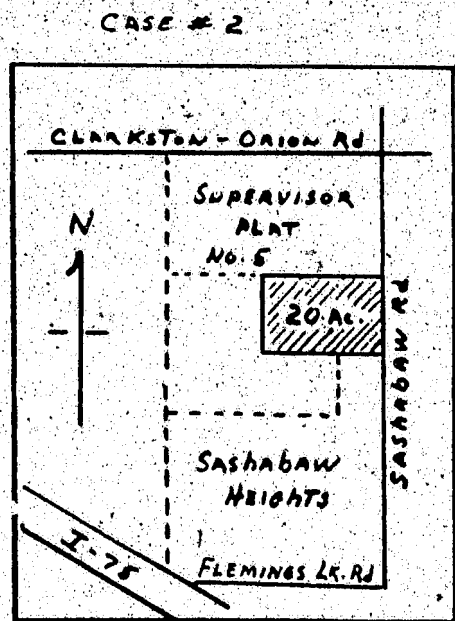 CASE # 2
CLARKSTON - ORION Rd
SUPERVISOR
PLAT
No. 5
N
20 Ac.
SASHABAW Rd.
SASHABAW
HEIGHTS
I-75
FLEMINGS LK. Rd